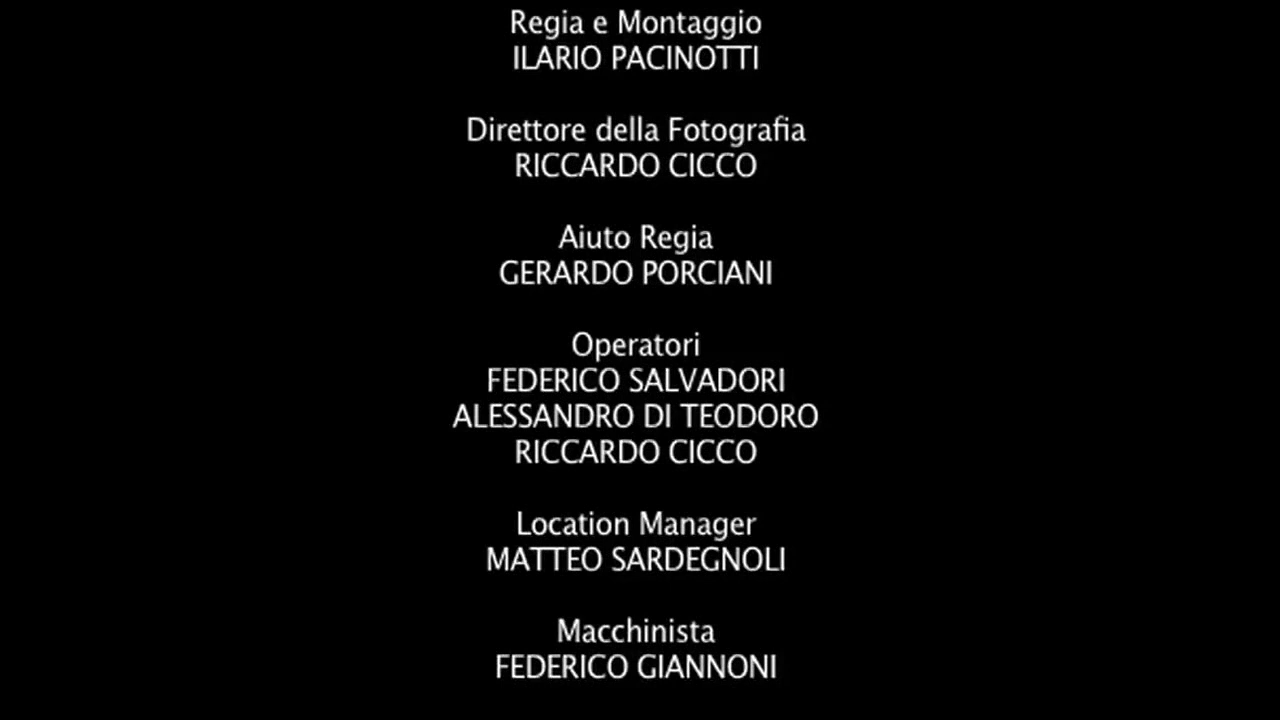 Regia e Montaggio
ILARIO PACINOTTI
Direttore della Fotografia
RICCARDO CICCO
Aiuto Regia
GERARDO PORCIANI
Operatori
FEDERICO SALVADORI
ALESSANDRO DI TEODORO
RICCARDO CICCO
Location Manager
MATTEO SARDEGNOLI
Macchinista
FEDERICO GIANNONI